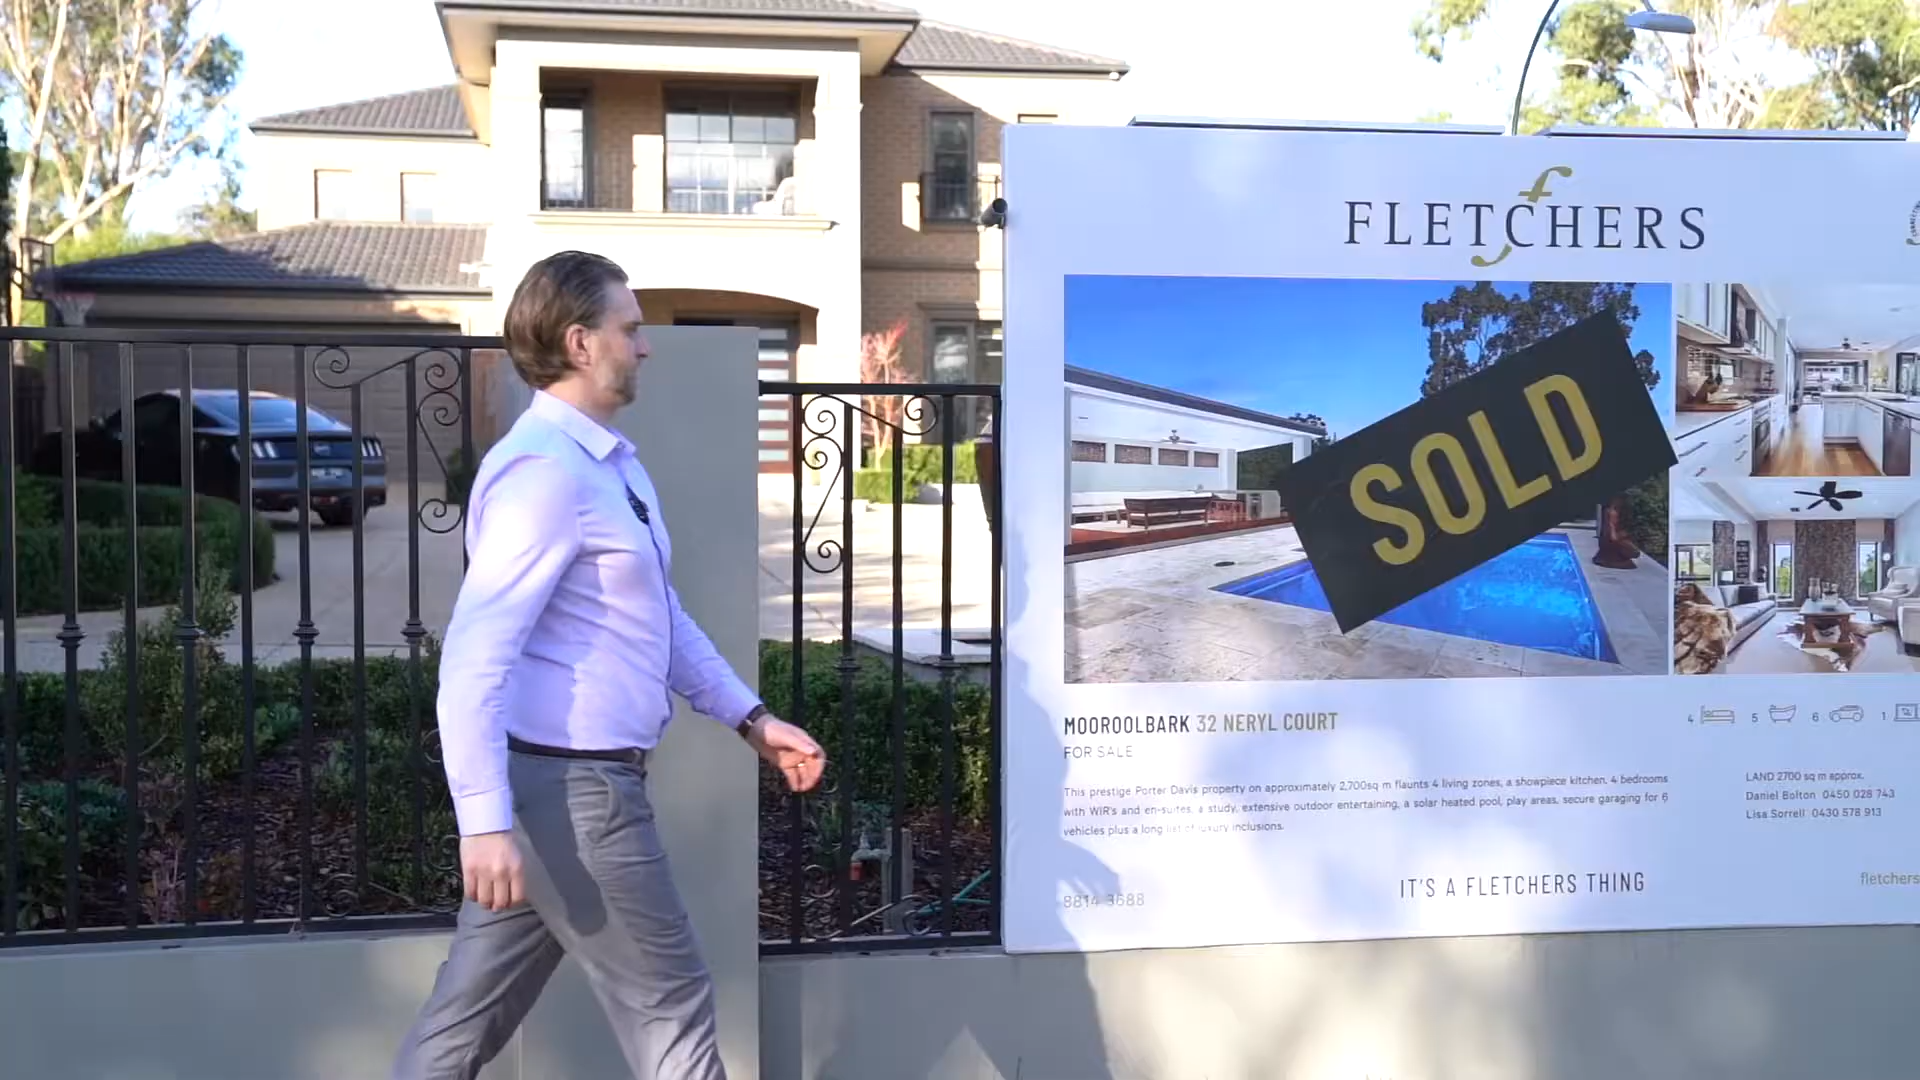 FLETCHERS
SOLD
MOOROOLBARK 32 NERYL COURT
FOR SALE
4 5 6 1
This prestige Porter Davis property on approximately 2,700sq m flaunts 4 living zones, a showpiece kitchen, 4 bedrooms
with WIR's and en-suites, a study, extensive outdoor entertaining, a solar heated pool, play areas, secure garaging for 6
vehicles plus a long list of luxury inclusions.
LAND 2700 sq m approx.
Daniel Bolton 0450 028 743
Lisa Sorrell 0430 578 913
8814 3688
IT'S A FLETCHERS THING
fletchers